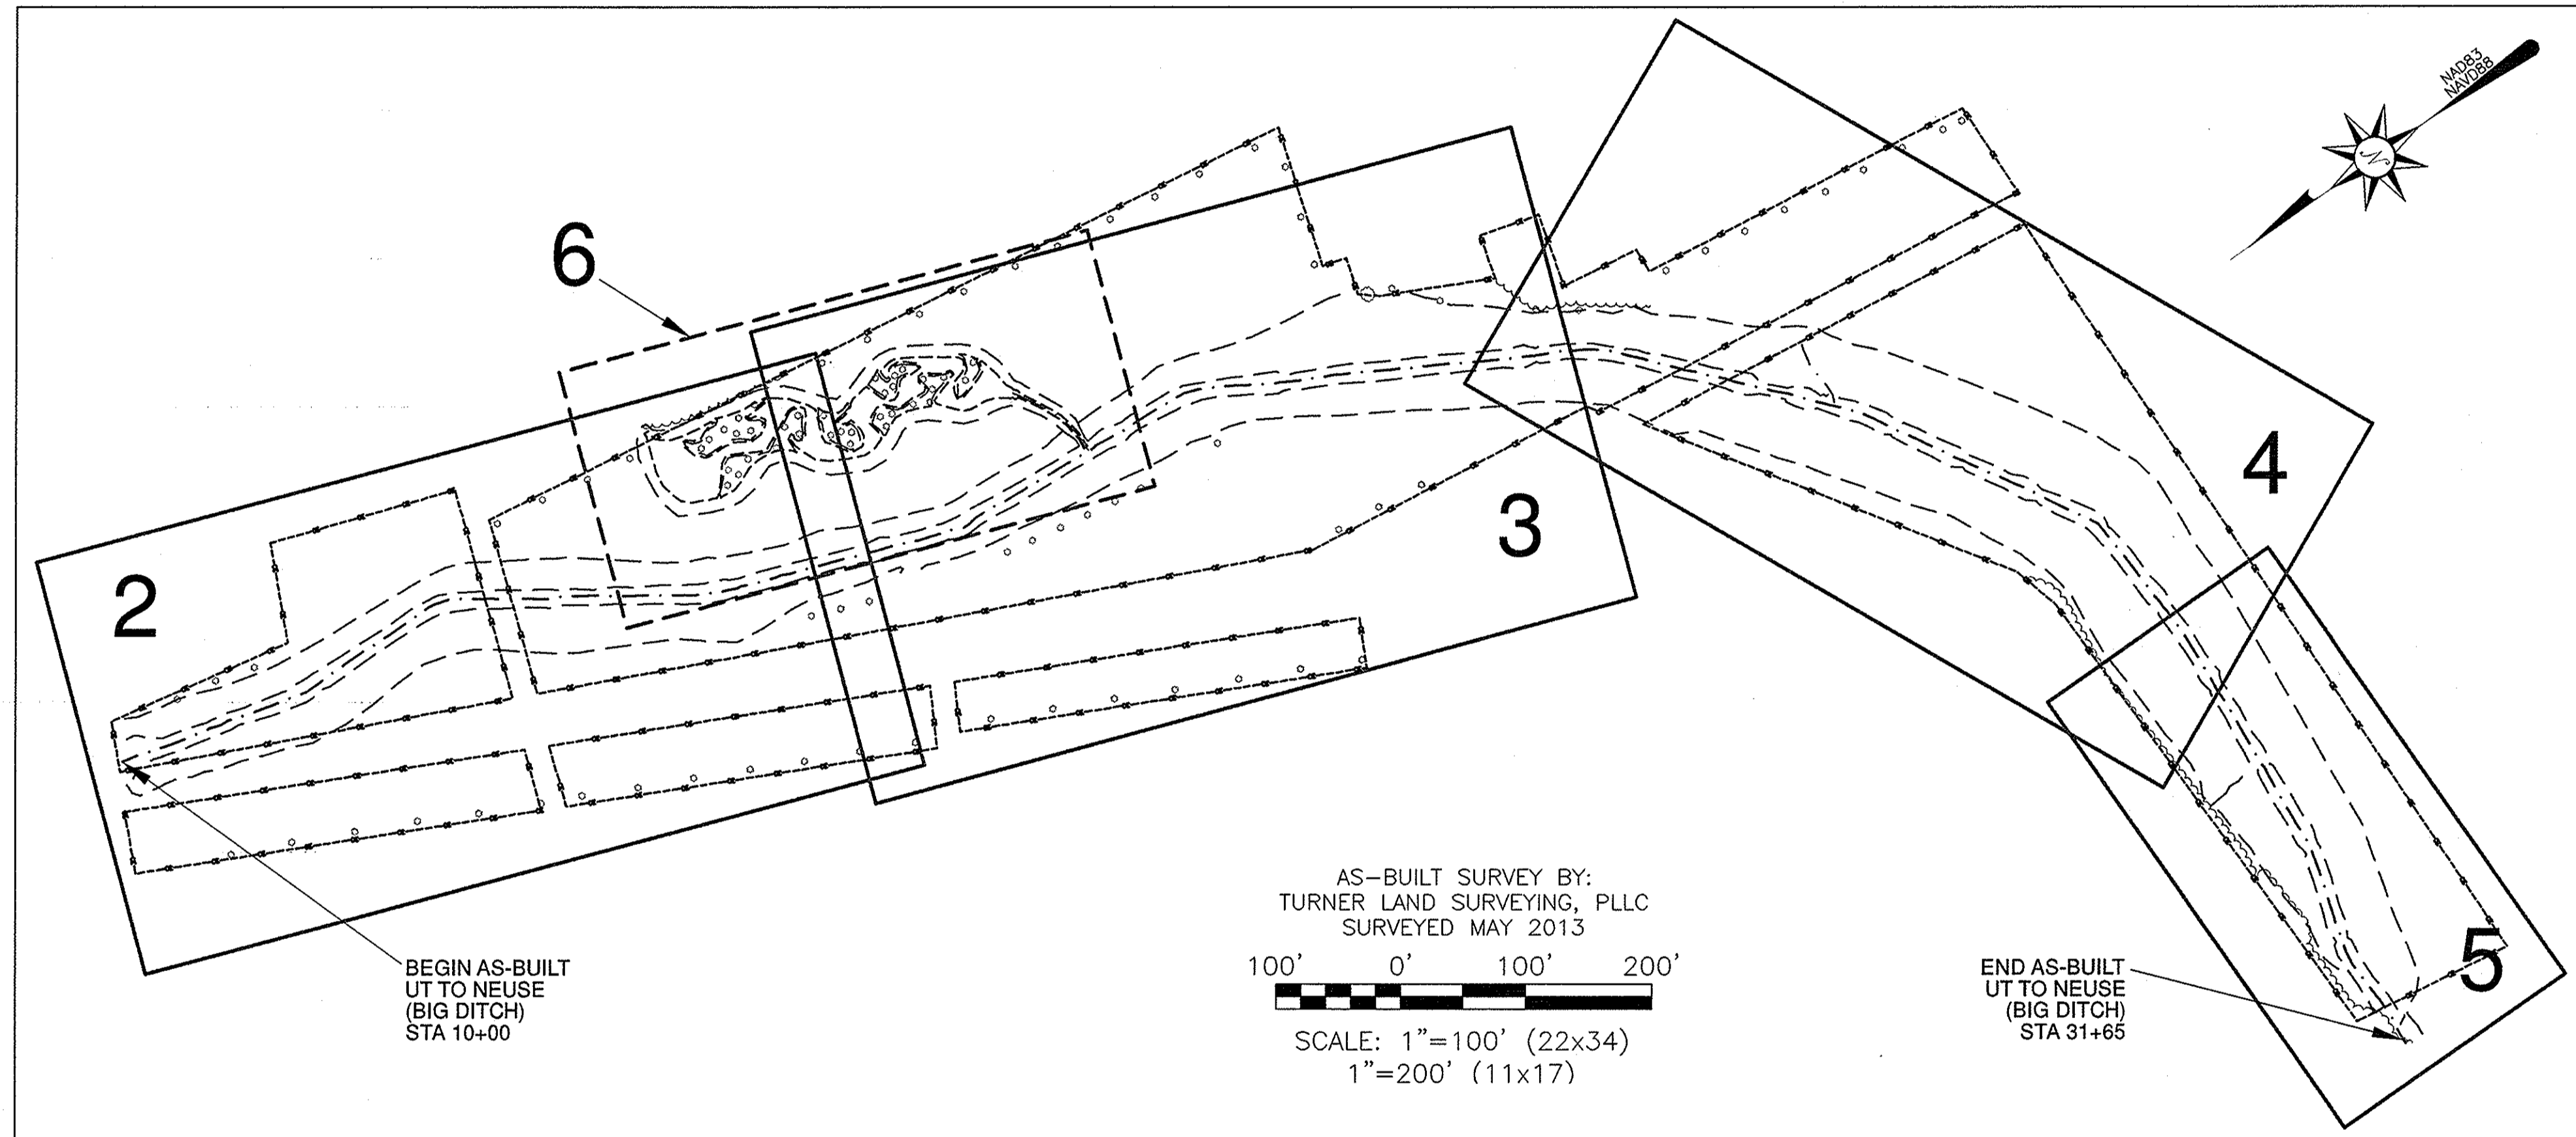 NAD83
NAVD88
N
6
4
3
2
5
AS-BUILT SURVEY BY:
TURNER LAND SURVEYING, PLLC
SURVEYED MAY 2013
100' 0' 100' 200'
SCALE: 1"=100' (22x34)
1"=200' (11x17)
BEGIN AS-BUILT
UT TO NEUSE
(BIG DITCH)
STA 10+00
END AS-BUILT
UT TO NEUSE
(BIG DITCH)
STA 31+65